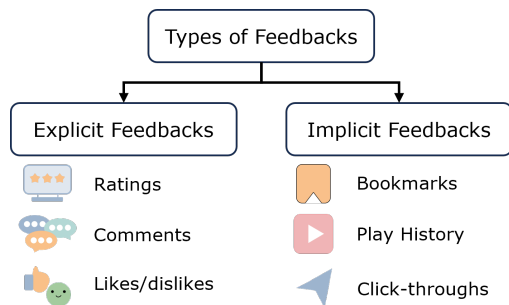 Types of Feedbacks
Explicit Feedbacks
Implicit Feedbacks
Ratings
Bookmarks
Comments
Play History
Likes/dislikes
Click-throughs